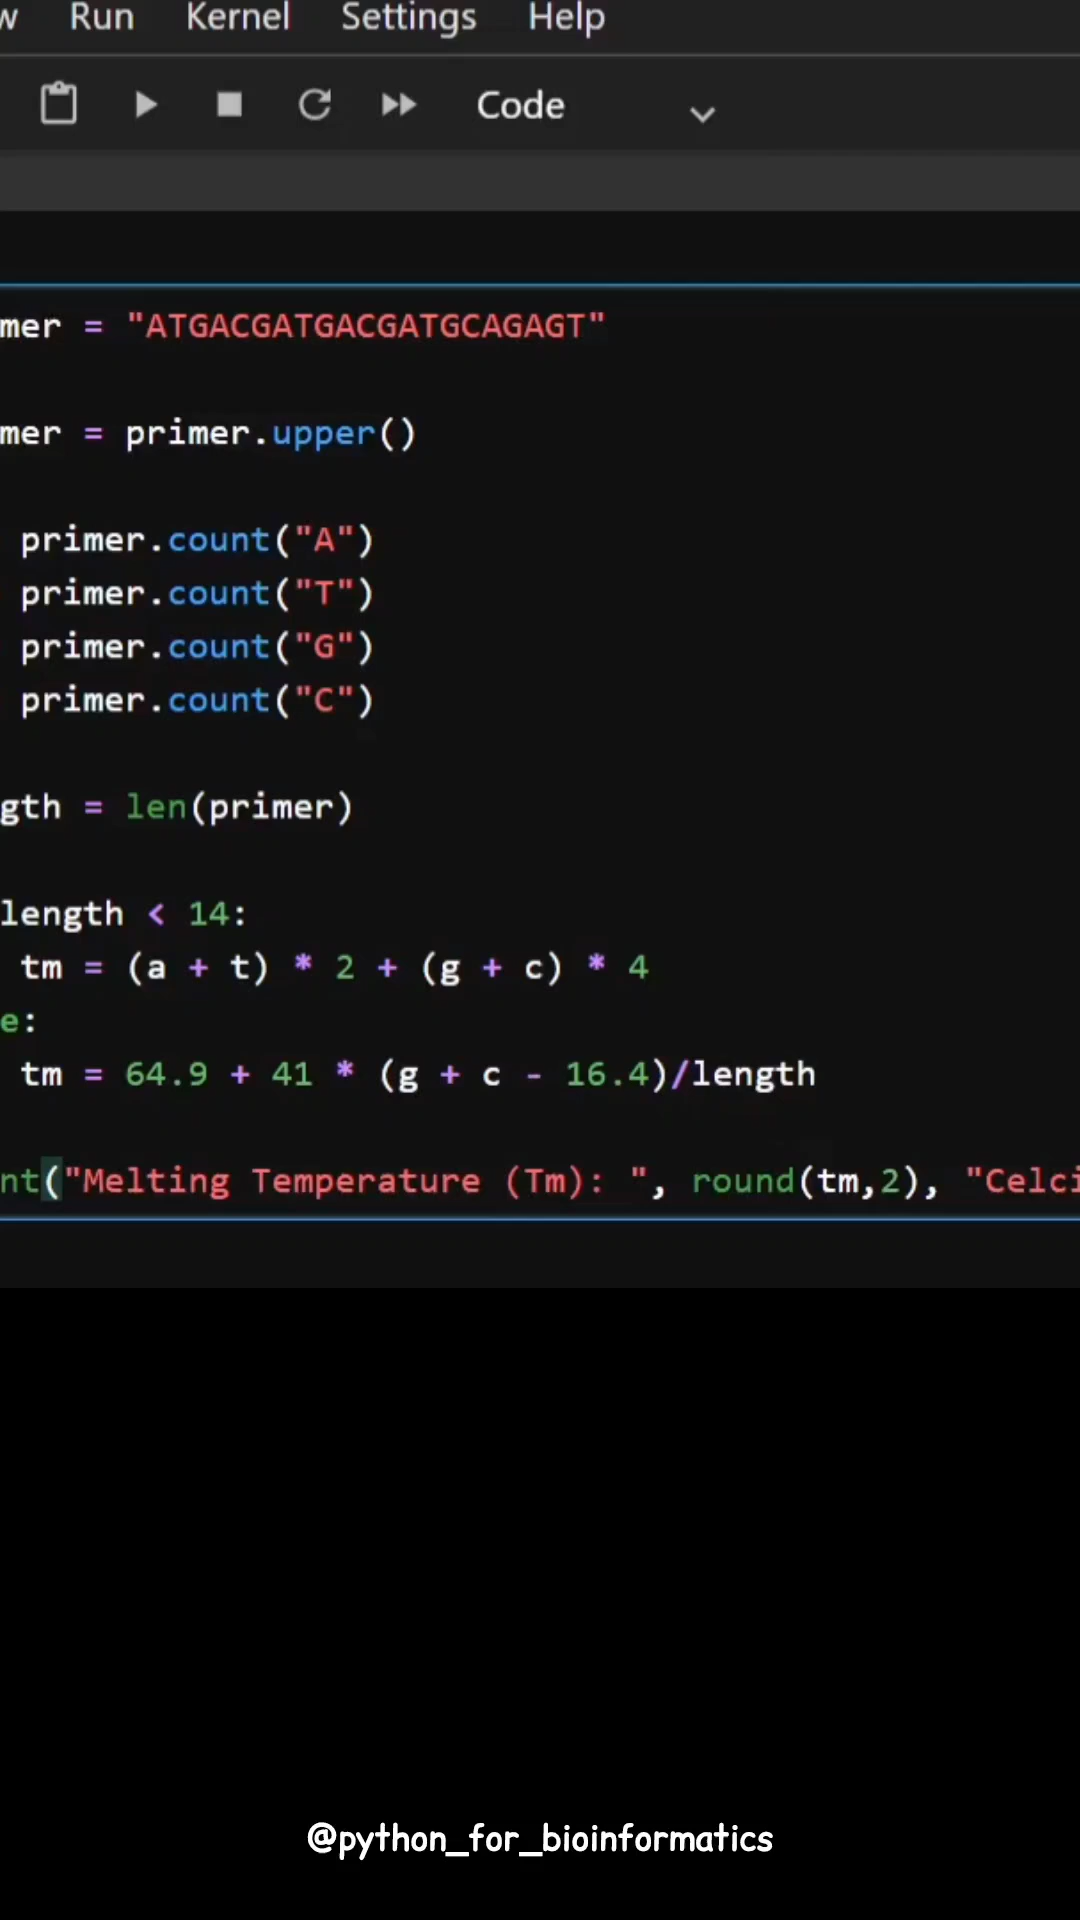 w Run Kernel Settings Help
Code
mer = "ATGACGATGACGATGCAGAGT"
mer = primer.upper()
primer.count("A")
primer.count("T")
primer.count("G")
primer.count("C")
gth = len(primer)
length < 14:
tm = (a + t) * 2 + (g + c) * 4
e:
tm = 64.9 + 41 * (g + c - 16.4)/length
nt("Melting Temperature (Tm): ", round(tm,2), "Celci
@python_for_bioinformatics